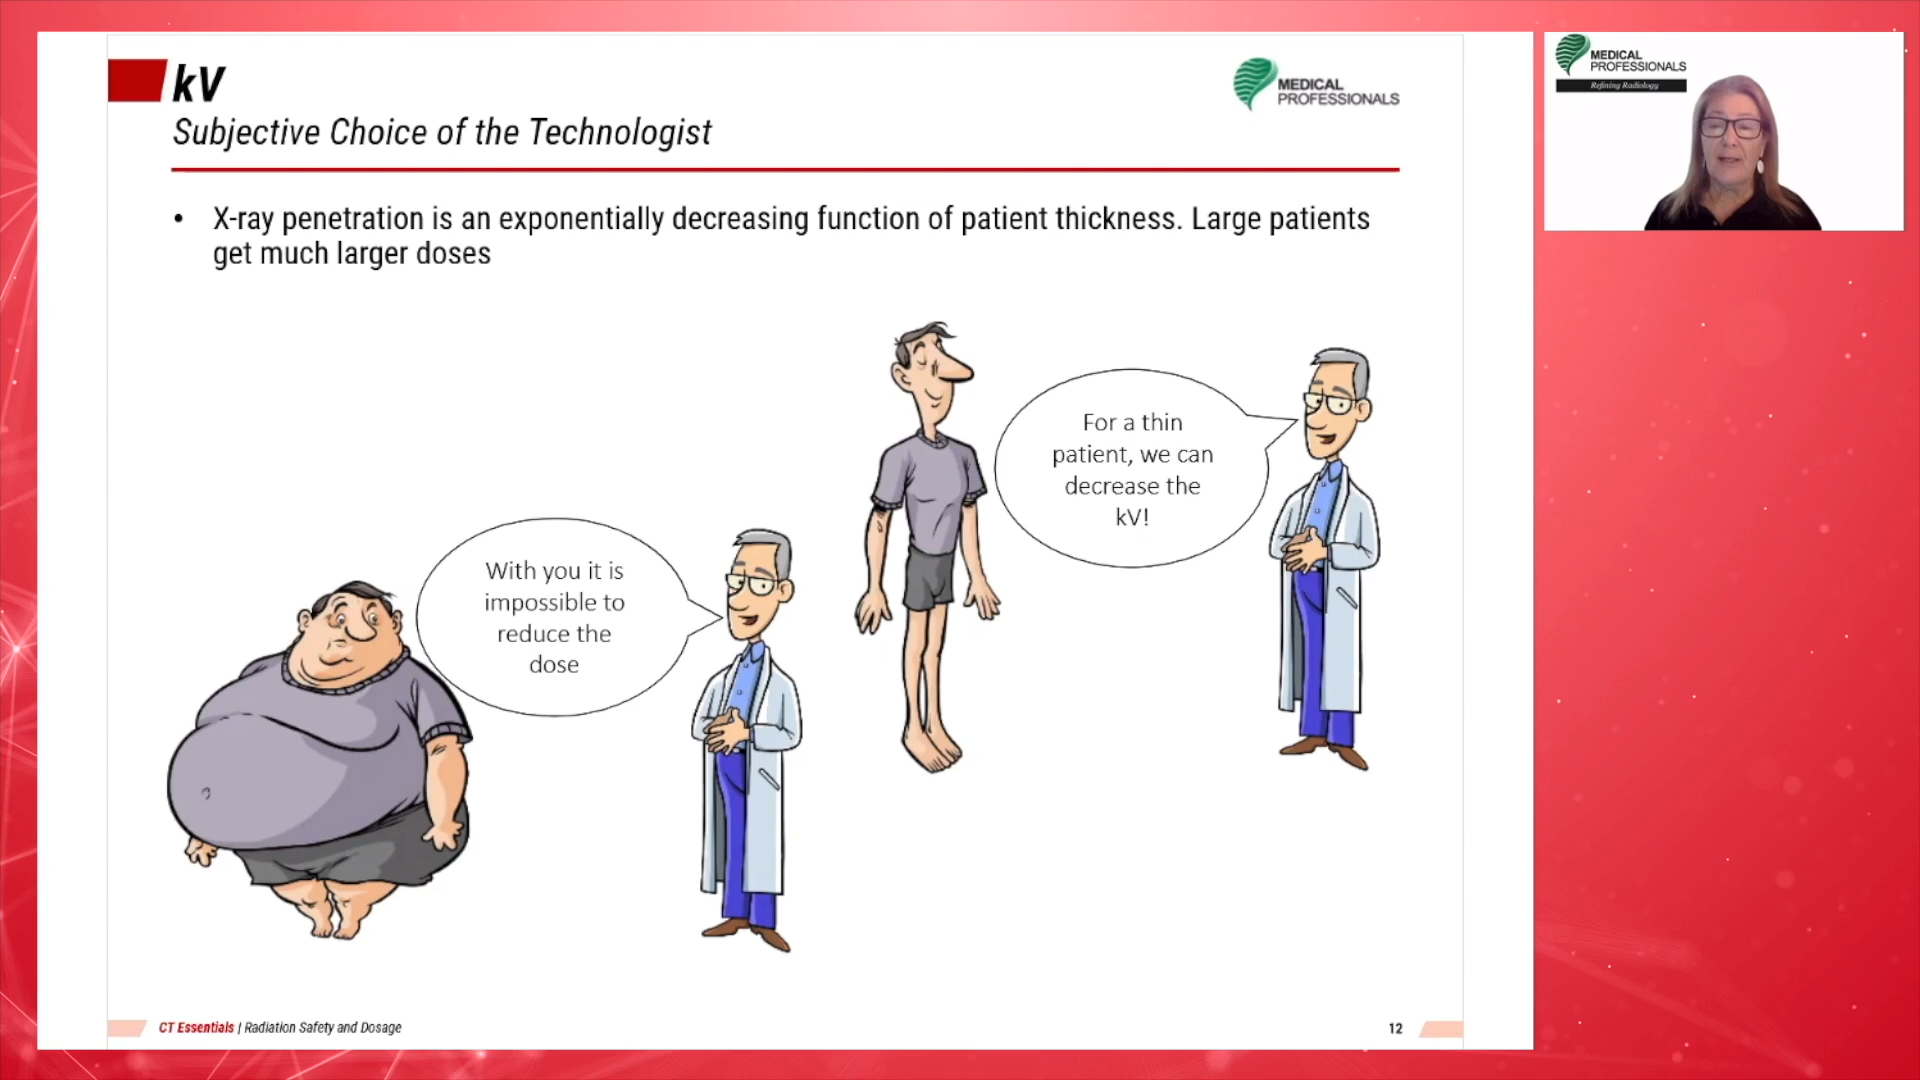 kV
MEDICAL
PROFESSIONALS
Subjective Choice of the Technologist
• X-ray penetration is an exponentially decreasing function of patient thickness. Large patients
get much larger doses
For a thin
patient, we can
decrease the
kV!
With you it is
impossible to
reduce the
dose
CT Essentials | Radiation Safety and Dosage
12
MEDICAL
PROFESSIONALS
Refining Radiology